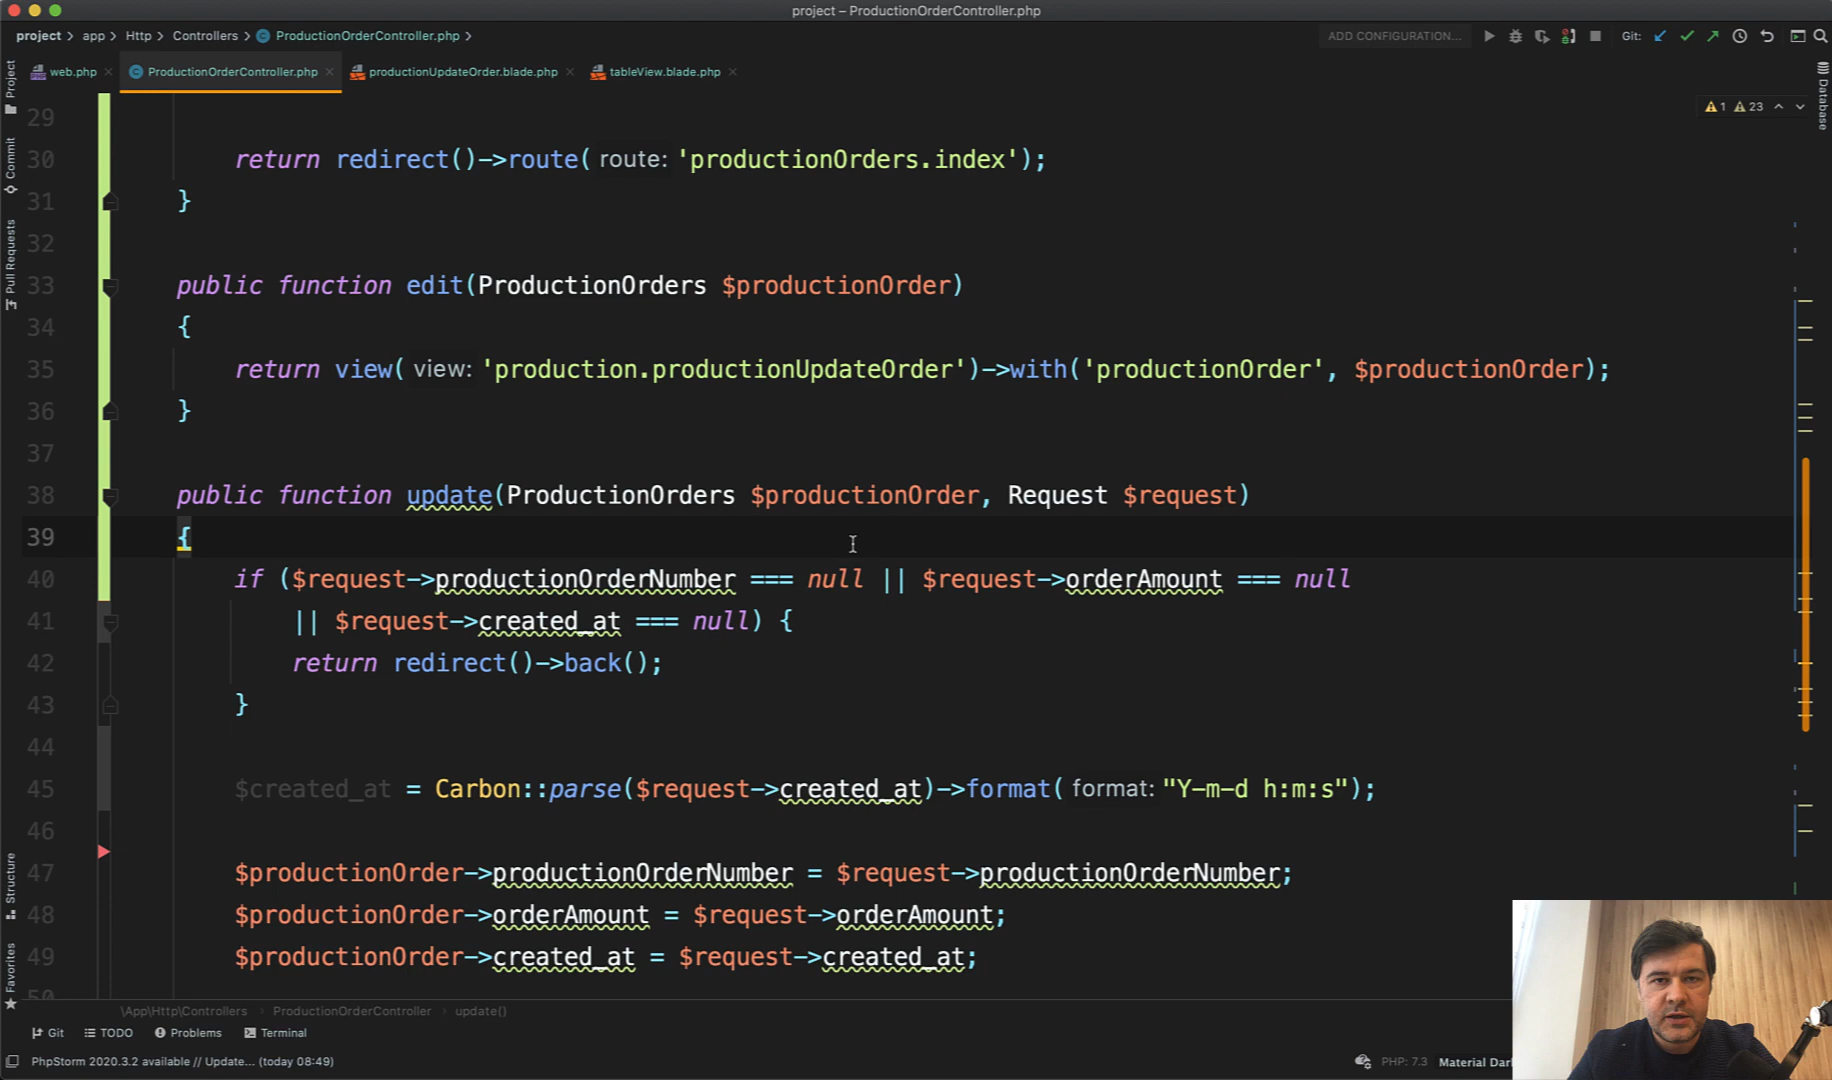 project – ProductionOrderController.php
project > app > Http > Controllers > ProductionOrderController.php >
ADD CONFIGURATION...
Git:
web.php
ProductionOrderController.php
productionUpdateOrder.blade.php
tableView.blade.php
Project
Commit
Pull Requests
Structure
Favorites
Database
1 23
29
30 return redirect()->route( route: 'productionOrders.index');
31 }
32
33 public function edit(ProductionOrders $productionOrder)
34 {
35 return view( view: 'production.productionUpdateOrder')->with('productionOrder', $productionOrder);
36 }
37
38 public function update(ProductionOrders $productionOrder, Request $request)
39 {
40 if ($request->productionOrderNumber === null || $request->orderAmount === null
41 || $request->created_at === null) {
42 return redirect()->back();
43 }
44
45 $created_at = Carbon::parse($request->created_at)->format( format: "Y-m-d h:m:s");
46
47 $productionOrder->productionOrderNumber = $request->productionOrderNumber;
48 $productionOrder->orderAmount = $request->orderAmount;
49 $productionOrder->created_at = $request->created_at;
50
\App\Http\Controllers > ProductionOrderController > update()
Git TODO Problems Terminal
PhpStorm 2020.3.2 available // Update... (today 08:49)
PHP: 7.3 Material Dar